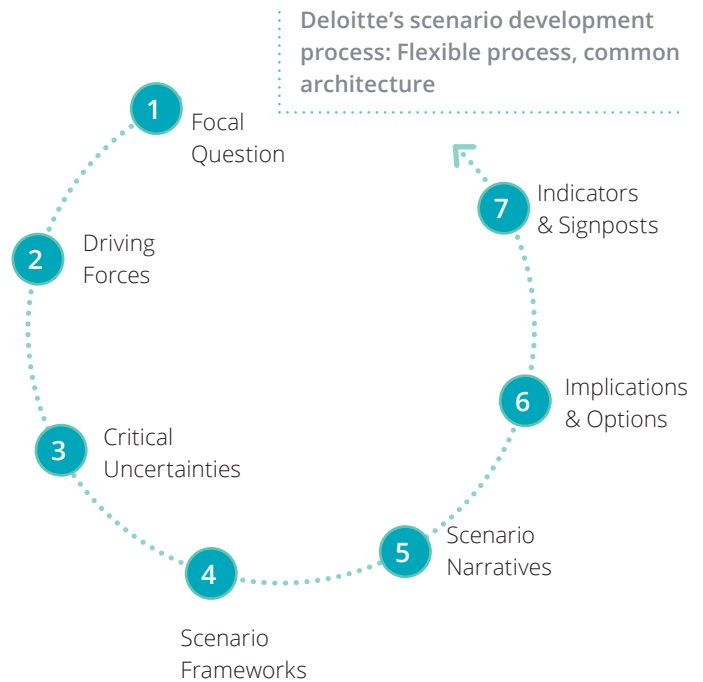 Deloitte’s scenario development
process: Flexible process, common
architecture
1
Focal
Question
2
Driving
Forces
3
Critical
Uncertainties
4
Scenario
Frameworks
5
Scenario
Narratives
6
Implications
& Options
7
Indicators
& Signposts